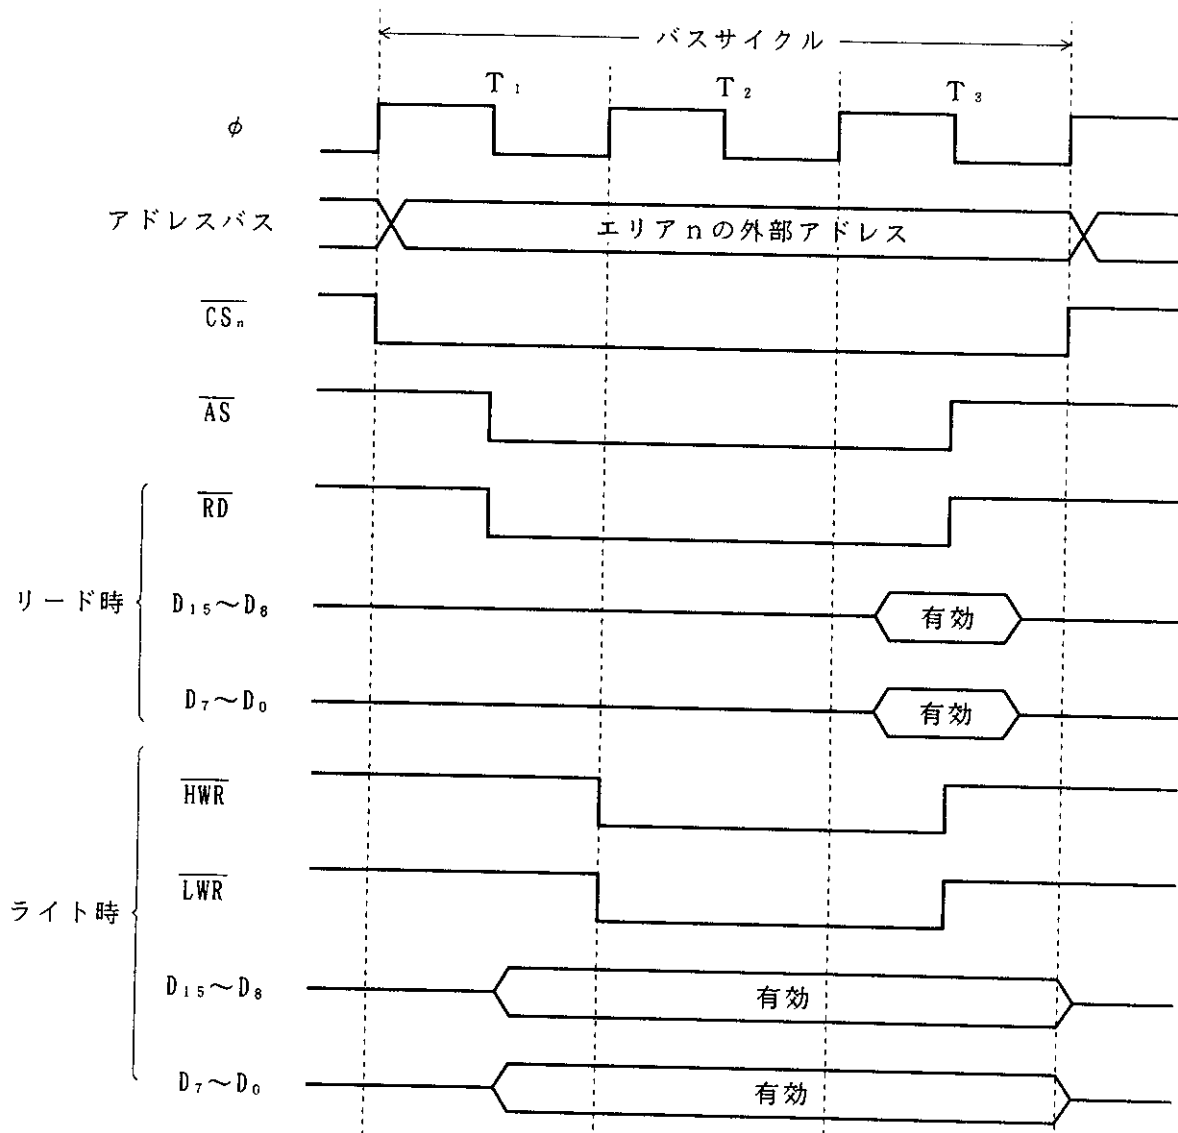 バスサイクル
T₁ T₂ T₃
φ
アドレスバス エリアnの外部アドレス
CSₙ
AS
RD
リード時 D₁₅～D₈ 有効
D₇～D₀ 有効
HWR
LWR
ライト時
D₁₅～D₈ 有効
D₇～D₀ 有効